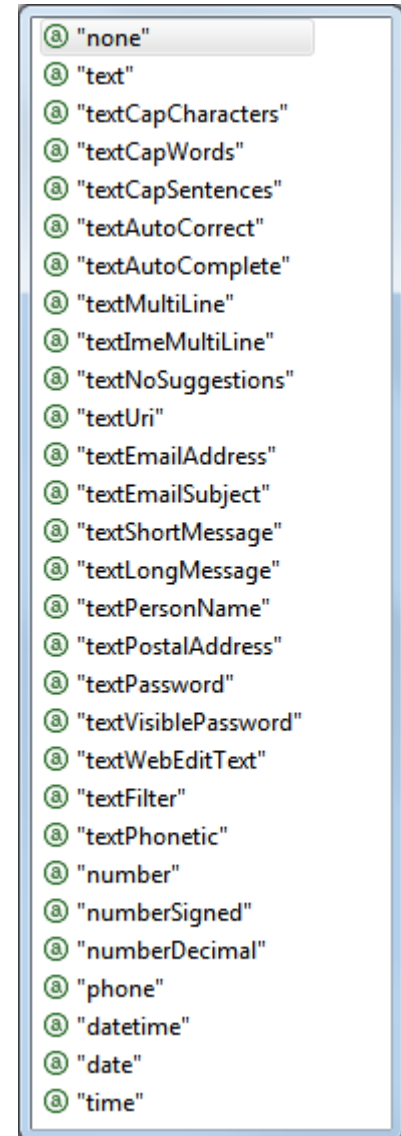 "none"
"text"
"textCapCharacters"
"textCapWords"
"textCapSentences"
"textAutoCorrect"
"textAutoComplete"
"textMultiLine"
"textImeMultiLine"
"textNoSuggestions"
"textUri"
"textEmailAddress"
"textEmailSubject"
"textShortMessage"
"textLongMessage"
"textPersonName"
"textPostalAddress"
"textPassword"
"textVisiblePassword"
"textWebEditText"
"textFilter"
"textPhonetic"
"number"
"numberSigned"
"numberDecimal"
"phone"
"datetime"
"date"
"time"